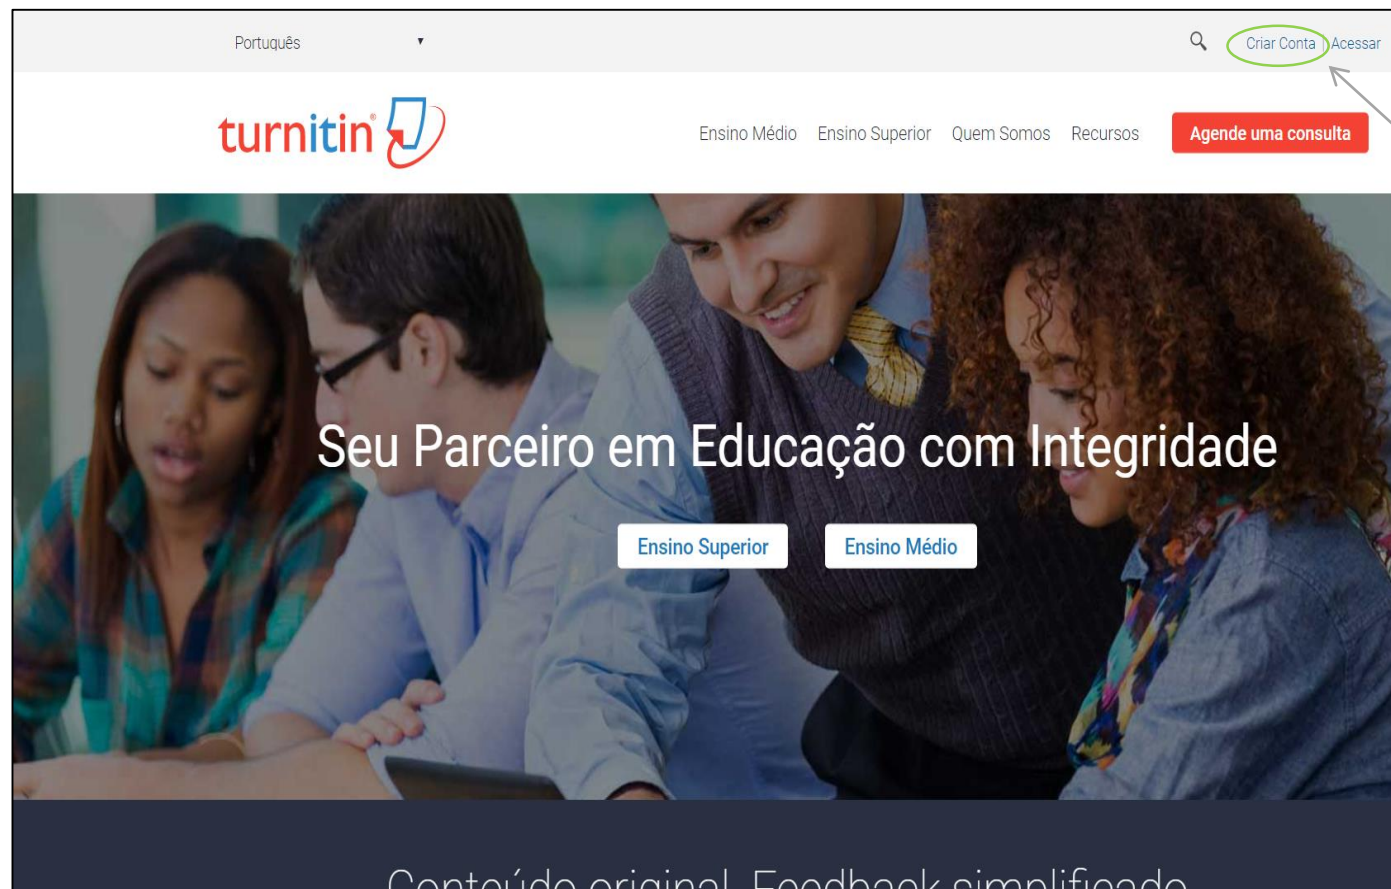 Português
Criar Conta | Acessar
turnitin®
Ensino Médio Ensino Superior Quem Somos Recursos Agende uma consulta
Seu Parceiro em Educação com Integridade
Ensino Superior Ensino Médio
Conteúdo original. Feedback simplificado